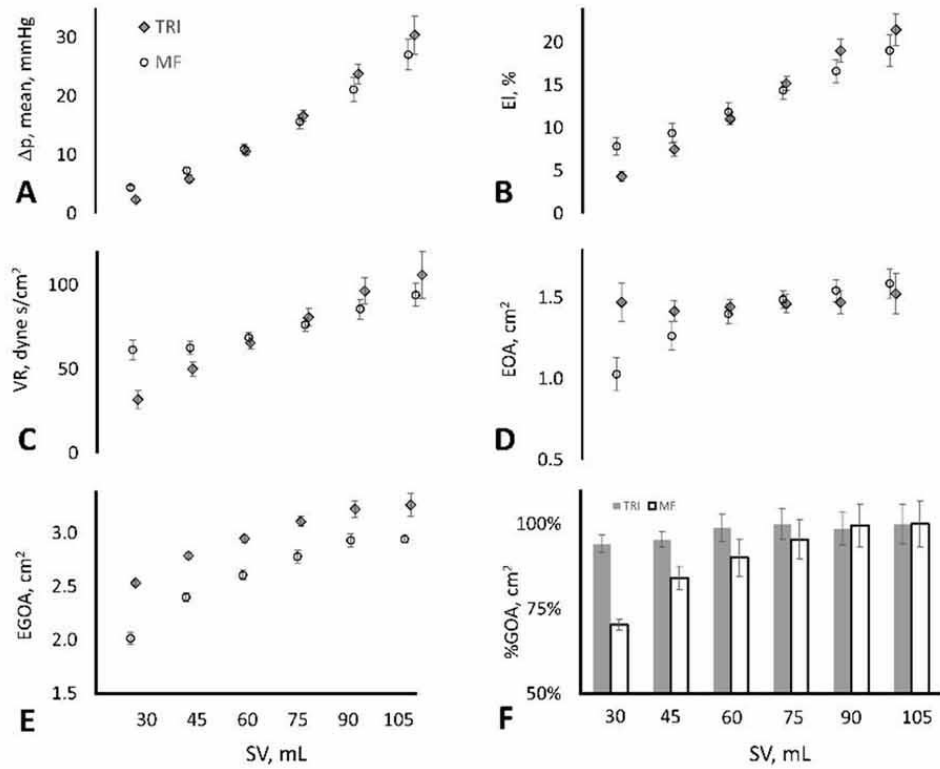 A
Δp, mean, mmHg
30
20
10
0
TRI
MF
B
EI, %
20
15
10
5
0
C
VR, dyne s/cm²
100
50
0
D
EOA, cm²
1.5
1.0
0.5
E
EGOA, cm²
3.0
2.5
2.0
1.5
30 45 60 75 90 105
SV, mL
F
%GOA, cm²
100%
75%
50%
TRI MF
30 45 60 75 90 105
SV, mL